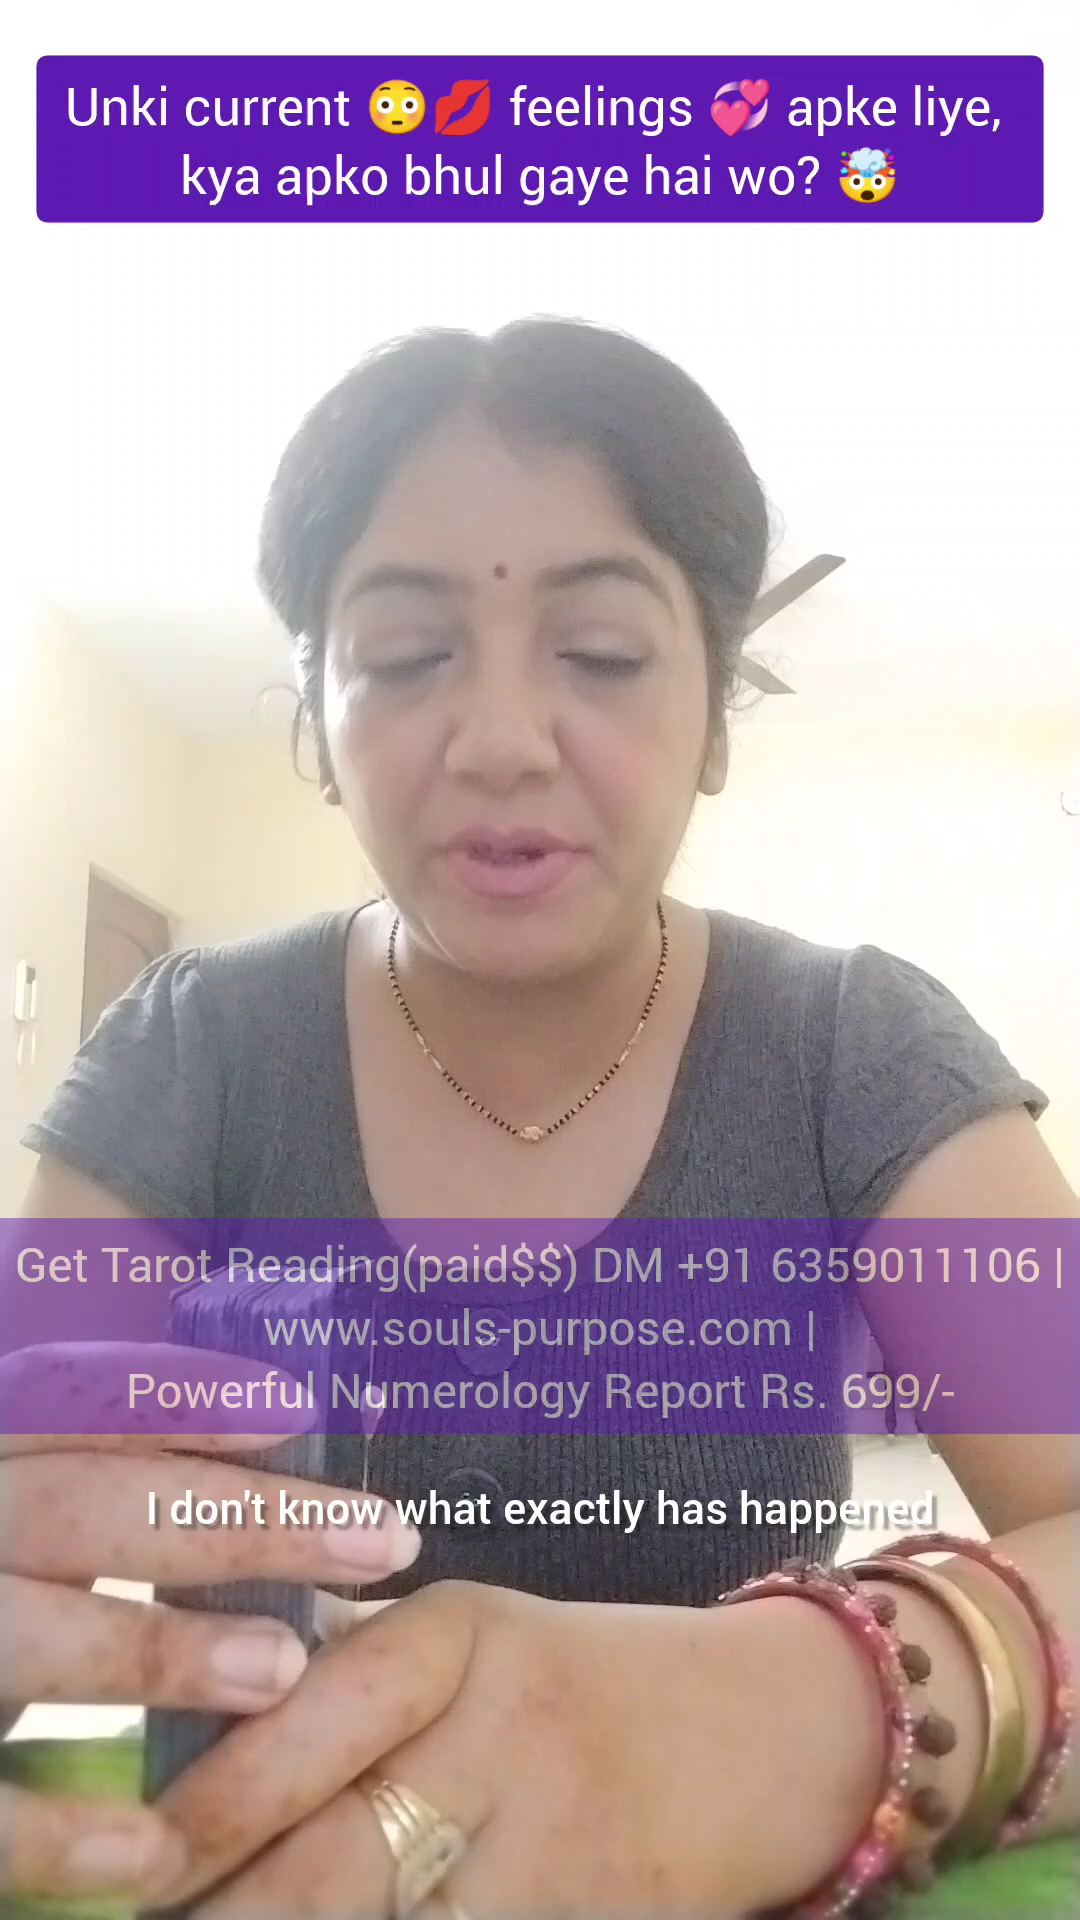 Unki current 😳💋 feelings 💞 apke liye,
kya apko bhul gaye hai wo? 🤯
Get Tarot Reading(paid$$) DM +91 6359011106 |
www.souls-purpose.com |
Powerful Numerology Report Rs. 699/-
I don't know what exactly has happened